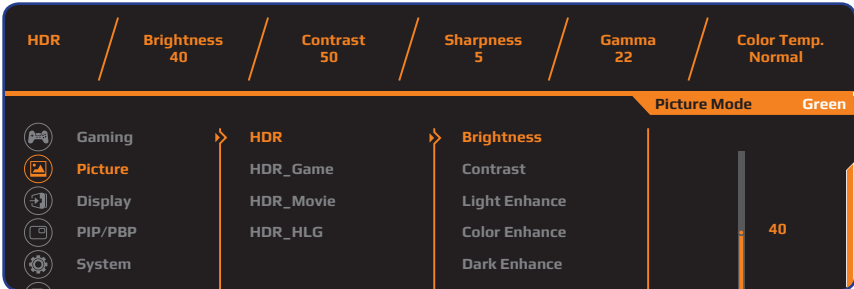 HDR Brightness Contrast Sharpness Gamma Color Temp.
40 50 5 22 Normal
Picture Mode Green
Gaming HDR Brightness
Picture HDR_Game Contrast
Display HDR_Movie Light Enhance
PIP/PBP HDR_HLG Color Enhance 40
System Dark Enhance